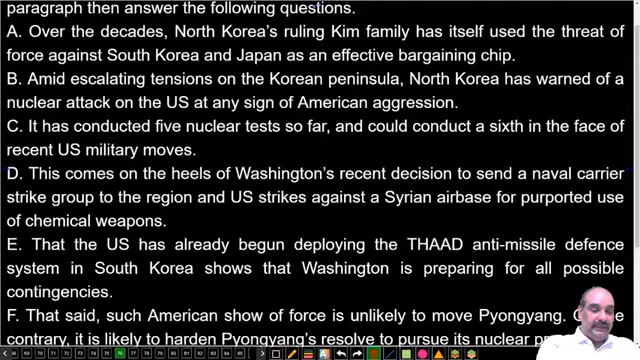 paragraph then answer the following questions.
A. Over the decades, North Korea's ruling Kim family has itself used the threat of
force against South Korea and Japan as an effective bargaining chip.
B. Amid escalating tensions on the Korean peninsula, North Korea has warned of a
nuclear attack on the US at any sign of American aggression.
C. It has conducted five nuclear tests so far, and could conduct a sixth in the face of
recent US military moves.
D. This comes on the heels of Washington's recent decision to send a naval carrier
strike group to the region and US strikes against a Syrian airbase for purported use
of chemical weapons.
E. That the US has already begun deploying the THAAD anti-missile defence
system in South Korea shows that Washington is preparing for all possible
contingencies.
F. That said, such American show of force is unlikely to move Pyongyang.
contrary, it is likely to harden Pyongyang's resolve to pursue its nuclear